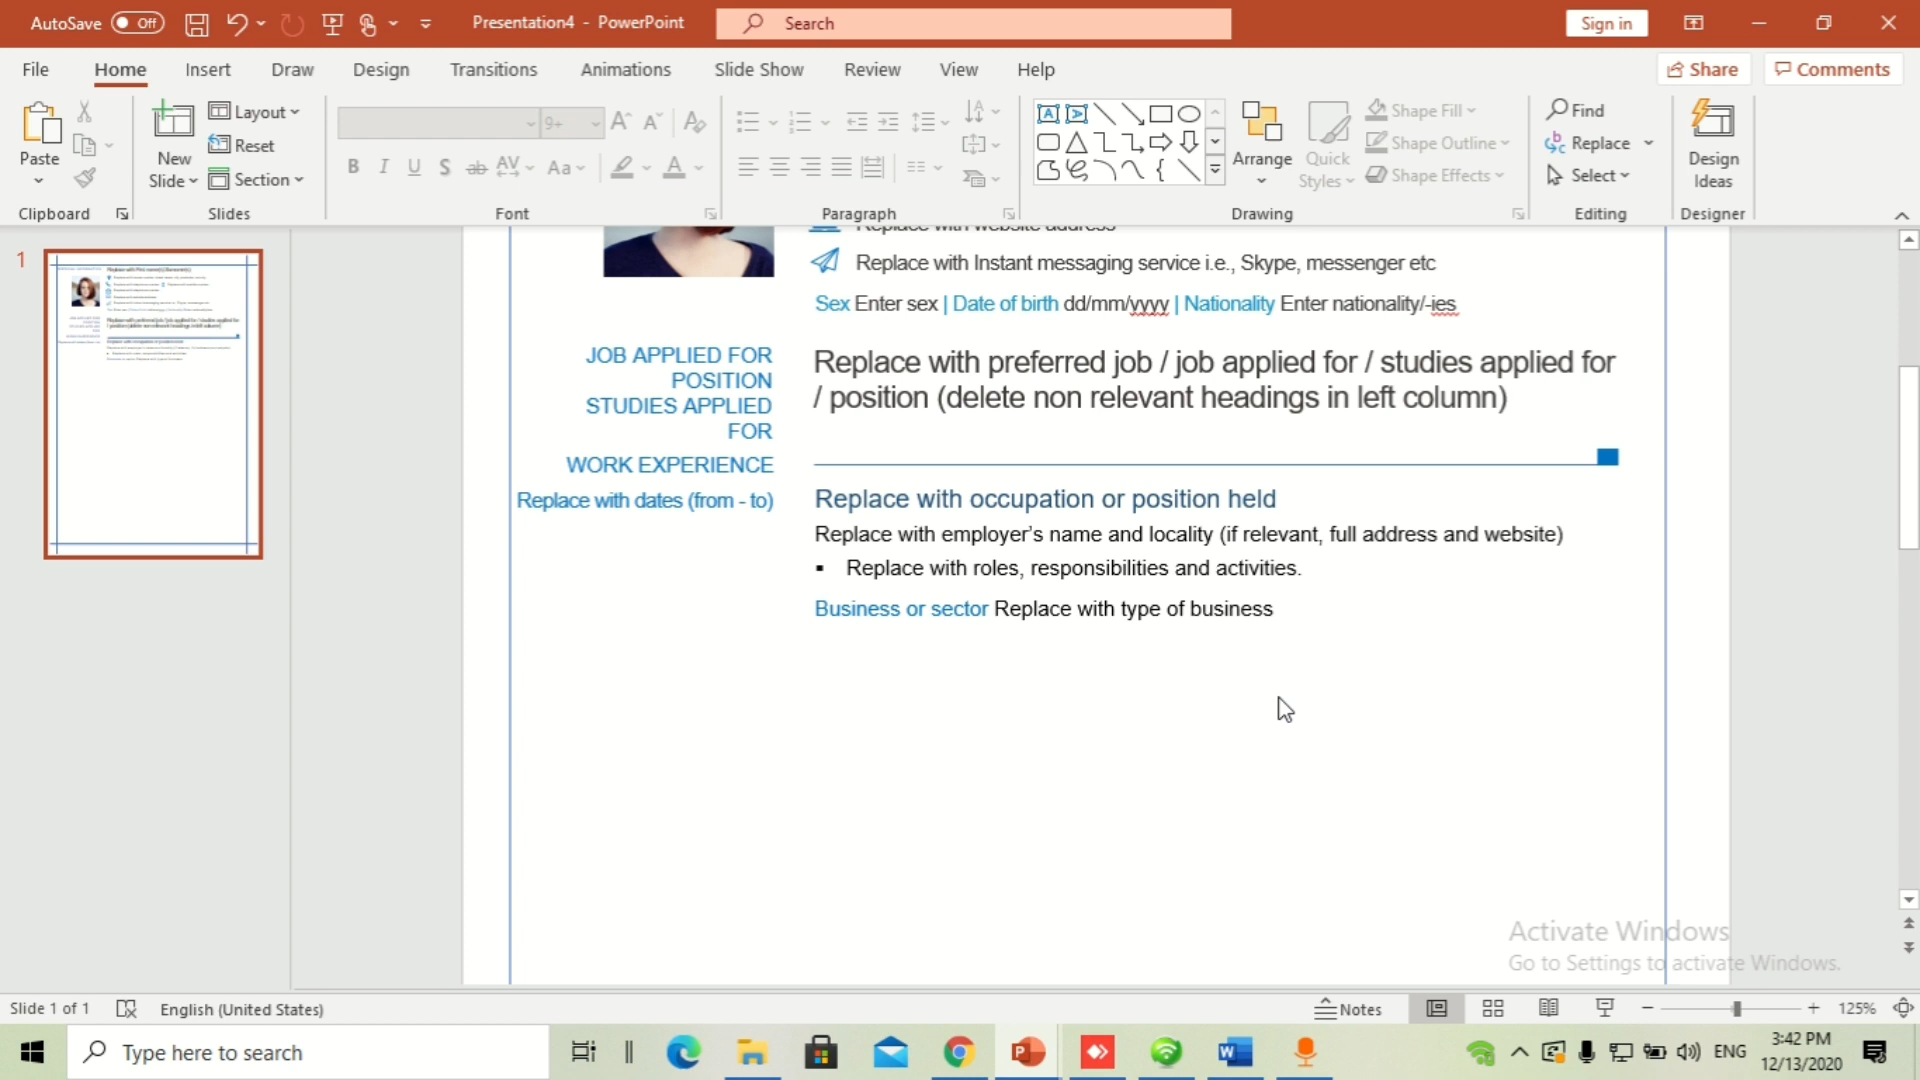 AutoSave Off Presentation4 - PowerPoint Search Sign in
File Home Insert Draw Design Transitions Animations Slide Show Review View Help Share Comments
Paste
Clipboard
New
Slide
Layout
Reset
Section
Slides
9+
Font
Paragraph
Arrange
Quick
Styles
Shape Fill
Shape Outline
Shape Effects
Drawing
Find
Replace
Select
Editing
Design
Ideas
Designer
1
Replace with website address
Replace with Instant messaging service i.e., Skype, messenger etc
Sex Enter sex | Date of birth dd/mm/yyyy | Nationality Enter nationality/-ies
JOB APPLIED FOR
POSITION
STUDIES APPLIED
FOR
Replace with preferred job / job applied for / studies applied for
/ position (delete non relevant headings in left column)
WORK EXPERIENCE
Replace with dates (from - to)
Replace with occupation or position held
Replace with employer’s name and locality (if relevant, full address and website)
▪ Replace with roles, responsibilities and activities.
Business or sector Replace with type of business
Activate Windows
Go to Settings to activate Windows.
Slide 1 of 1 English (United States) Notes 125%
Type here to search
ENG
3:42 PM
12/13/2020